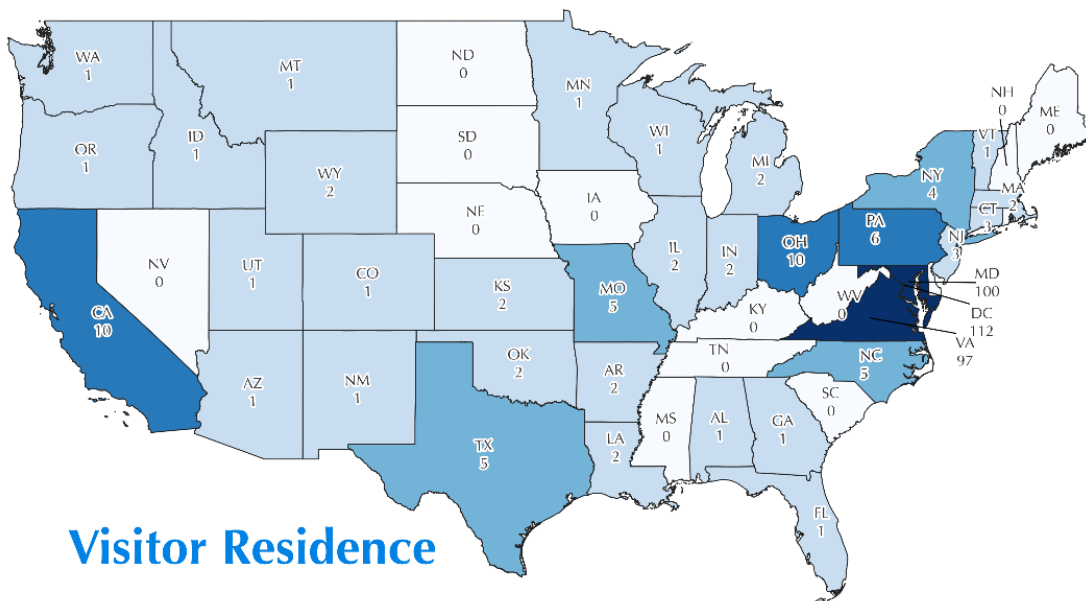 WA
1
MT
1
ND
0
MN
1
NH
0
ME
0
OR
1
ID
1
SD
0
WI
1
MI
2
VT
1
NY
4
MA
2
WY
2
IA
0
NE
0
CT
3
PA
6
NJ
3
NV
0
UT
1
CO
1
KS
2
MO
5
IL
2
IN
2
OH
10
WV
0
MD
100
DC
112
VA
97
CA
10
KY
0
TN
0
NC
5
AZ
1
NM
1
OK
2
AR
2
SC
0
MS
0
AL
1
GA
1
TX
5
LA
2
FL
1
Visitor Residence